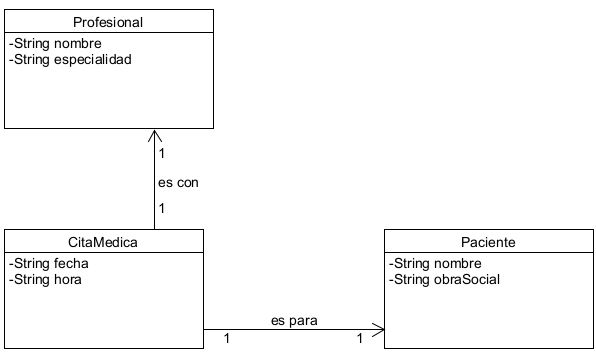 Profesional
-String nombre
-String especialidad
1
es con
1
CitaMedica
-String fecha
-String hora
Paciente
-String nombre
-String obraSocial
es para
1
1